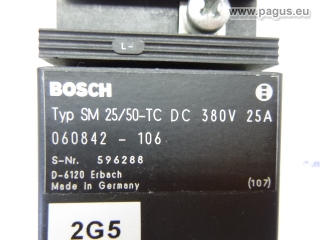 www.pagus.eu
L-
BOSCH
Typ SM 25/50-TC DC 380V 25A
060842 - 106
S-Nr. 596288
D-6120 Erbach
Made in Germany
(107)
2G5